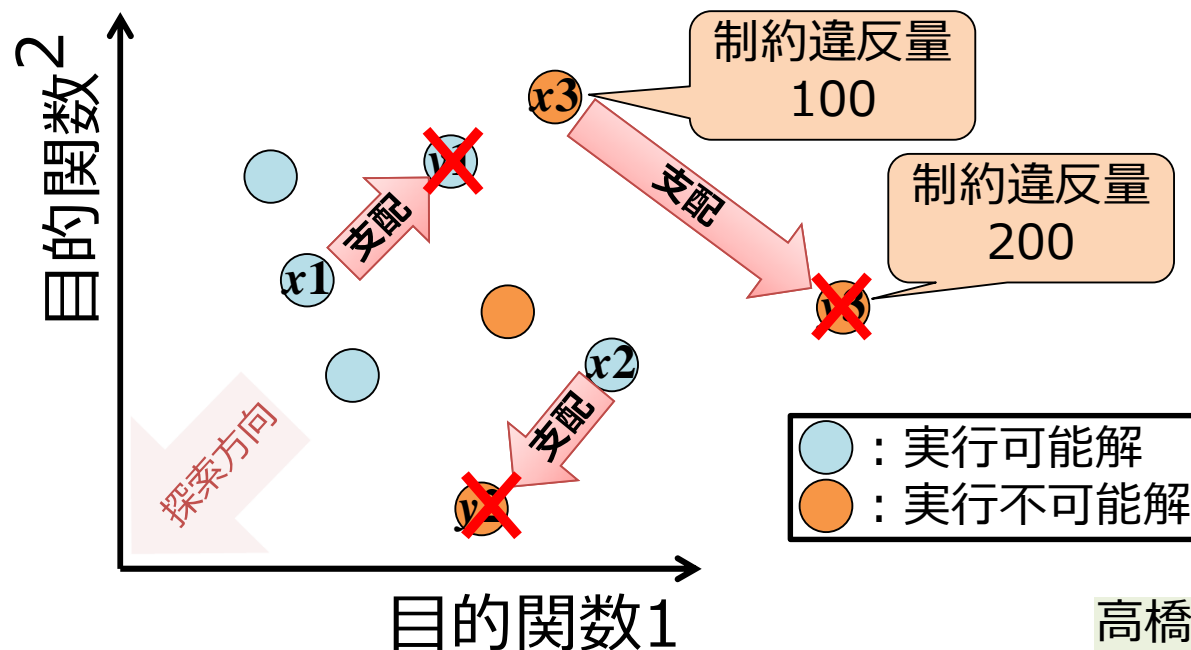 目的関数2
制約違反量
100
x3
支配
支配
制約違反量
200
x1
x2
支配
探索方向
:実行可能解
:実行不可能解
目的関数1
高橋